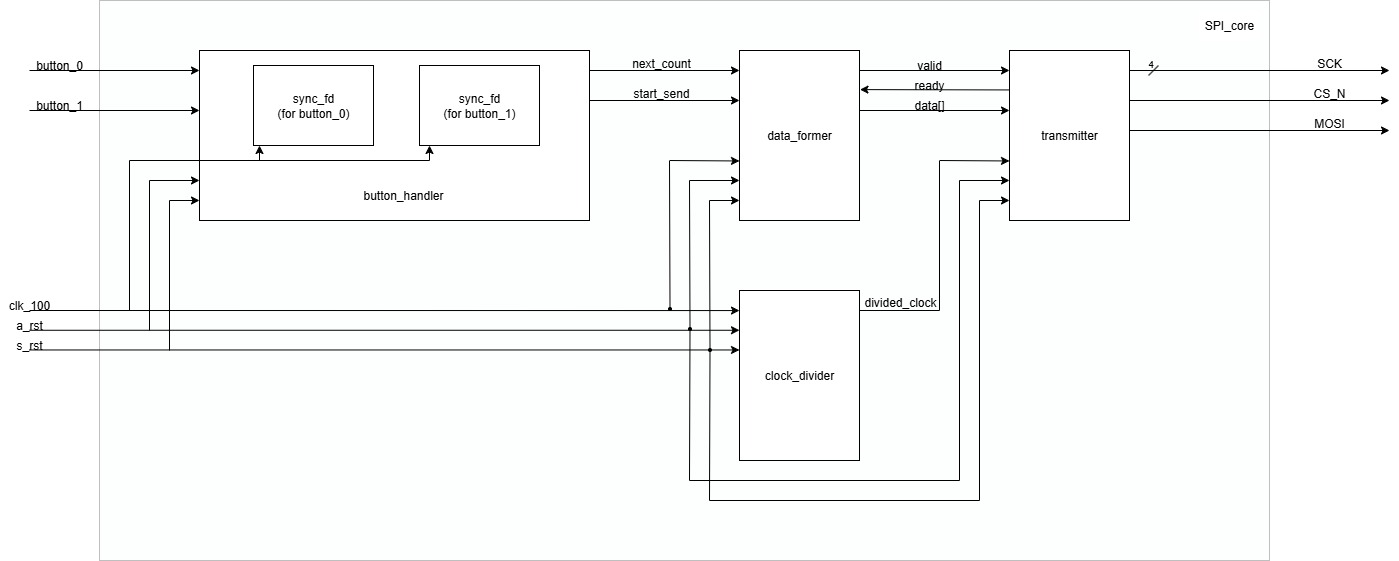 SPI_core
button_0
button_1
sync_fd
(for button_0)
sync_fd
(for button_1)
button_handler
next_count
start_send
data_former
valid
ready
data[]
transmitter
4
SCK
CS_N
MOSI
clk_100
a_rst
s_rst
divided_clock
clock_divider